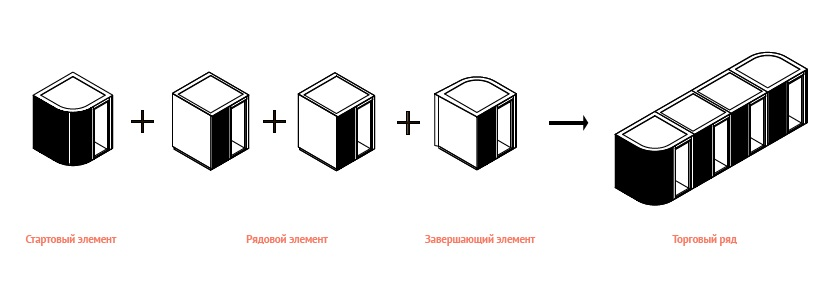 Стартовый элемент
Рядовой элемент
Завершающий элемент
Торговый ряд